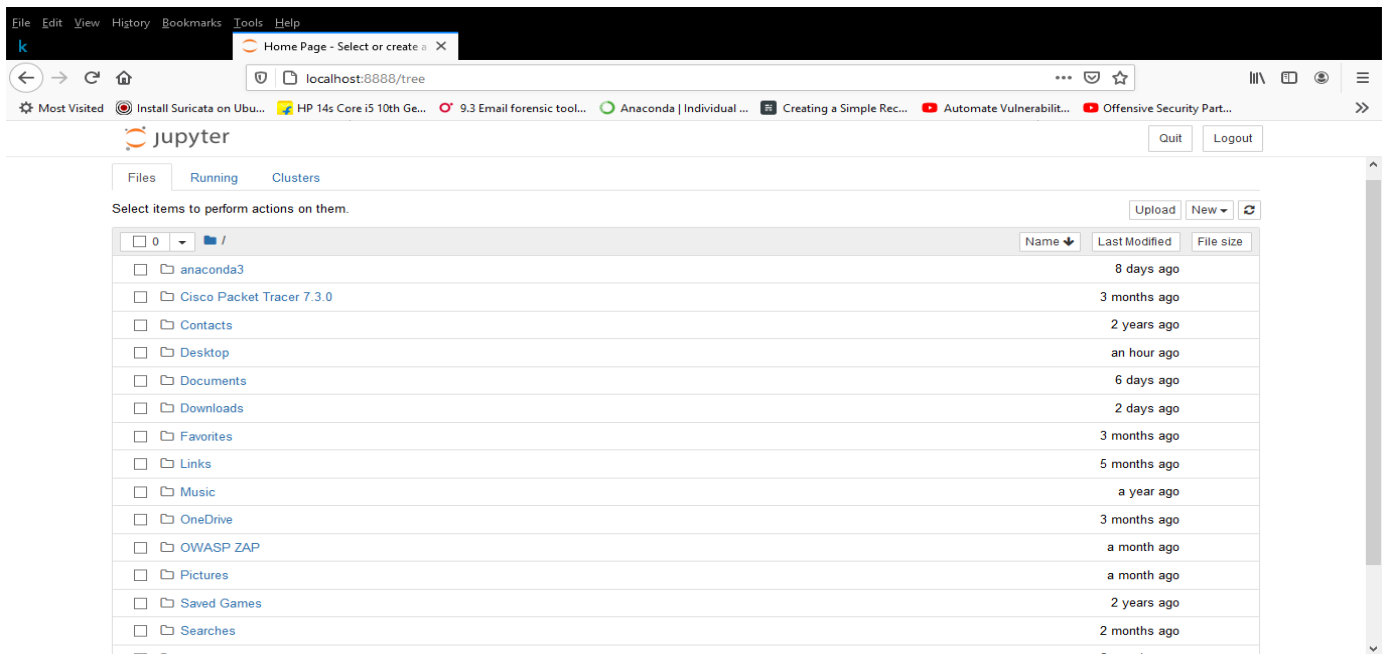 File Edit View History Bookmarks Tools Help
k Home Page - Select or create a
localhost:8888/tree
Most Visited Install Suricata on Ubu... HP 14s Core i5 10th Ge... 9.3 Email forensic tool... Anaconda | Individual ... Creating a Simple Rec... Automate Vulnerabilit... Offensive Security Part...
jupyter Quit Logout
Files Running Clusters
Select items to perform actions on them. Upload New
0 / Name Last Modified File size
anaconda3 8 days ago
Cisco Packet Tracer 7.3.0 3 months ago
Contacts 2 years ago
Desktop an hour ago
Documents 6 days ago
Downloads 2 days ago
Favorites 3 months ago
Links 5 months ago
Music a year ago
OneDrive 3 months ago
OWASP ZAP a month ago
Pictures a month ago
Saved Games 2 years ago
Searches 2 months ago